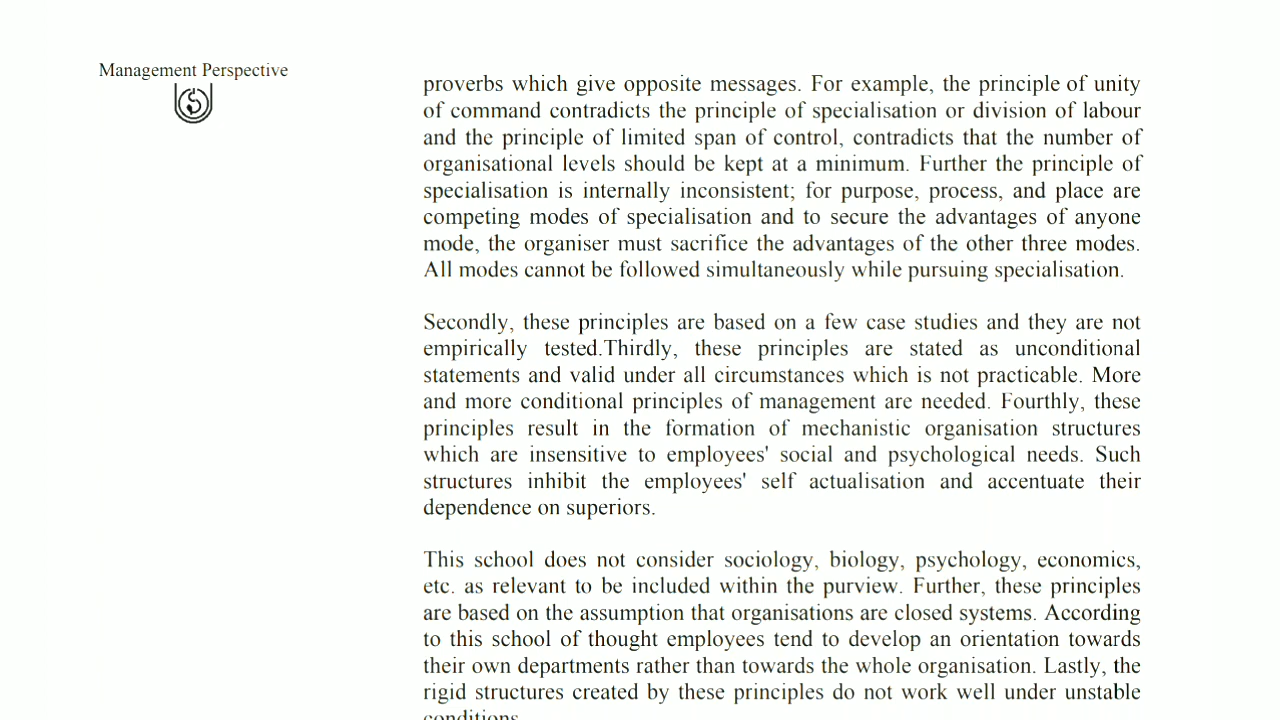 Management Perspective
proverbs which give opposite messages. For example, the principle of unity
of command contradicts the principle of specialisation or division of labour
and the principle of limited span of control, contradicts that the number of
organisational levels should be kept at a minimum. Further the principle of
specialisation is internally inconsistent; for purpose, process, and place are
competing modes of specialisation and to secure the advantages of anyone
mode, the organiser must sacrifice the advantages of the other three modes.
All modes cannot be followed simultaneously while pursuing specialisation.
Secondly, these principles are based on a few case studies and they are not
empirically tested.Thirdly, these principles are stated as unconditional
statements and valid under all circumstances which is not practicable. More
and more conditional principles of management are needed. Fourthly, these
principles result in the formation of mechanistic organisation structures
which are insensitive to employees' social and psychological needs. Such
structures inhibit the employees' self actualisation and accentuate their
dependence on superiors.
This school does not consider sociology, biology, psychology, economics,
etc. as relevant to be included within the purview. Further, these principles
are based on the assumption that organisations are closed systems. According
to this school of thought employees tend to develop an orientation towards
their own departments rather than towards the whole organisation. Lastly, the
rigid structures created by these principles do not work well under unstable
conditions.